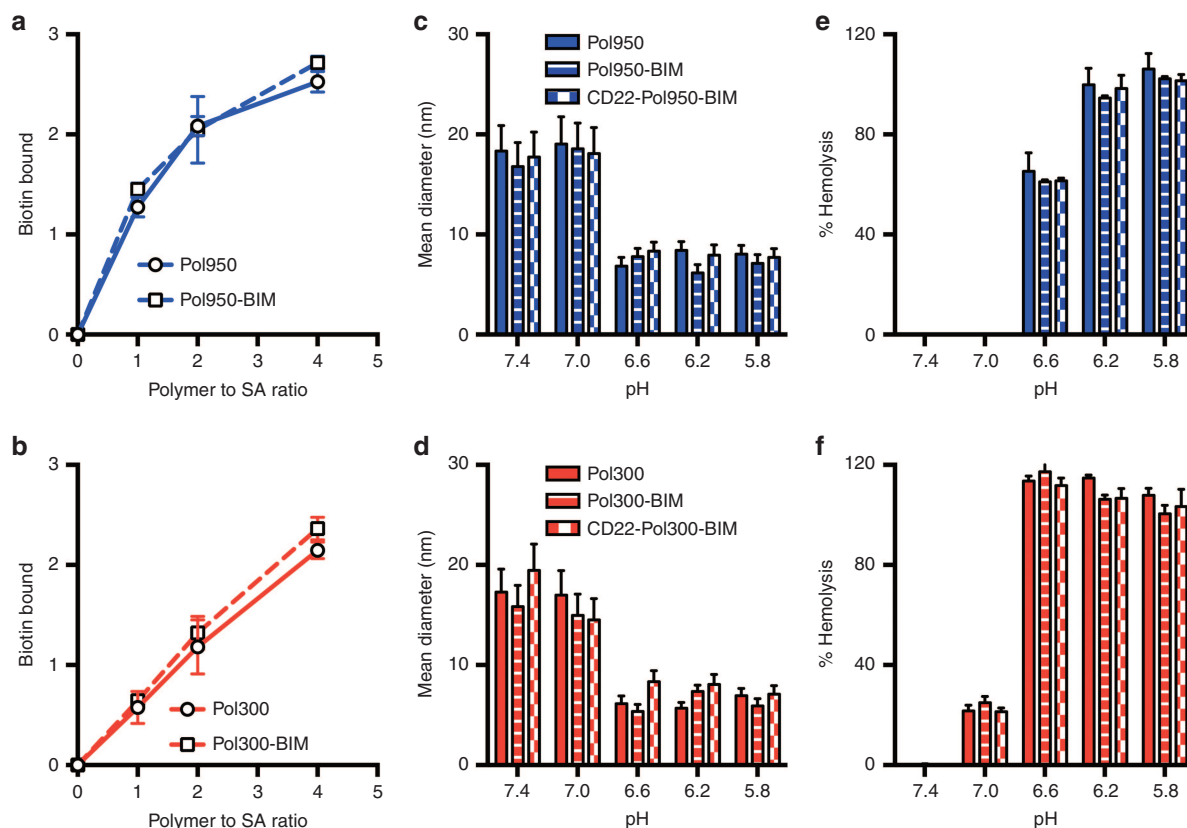 a
3
2
1
0
Biotin bound
Pol950
Pol950-BIM
0 1 2 3 4 5
Polymer to SA ratio
c
30
20
10
0
Mean diameter (nm)
Pol950
Pol950-BIM
CD22-Pol950-BIM
7.4 7.0 6.6 6.2 5.8
pH
e
120
80
40
0
% Hemolysis
7.4 7.0 6.6 6.2 5.8
pH
b
3
2
1
0
Biotin bound
Pol300
Pol300-BIM
0 1 2 3 4 5
Polymer to SA ratio
d
30
20
10
0
Mean diameter (nm)
Pol300
Pol300-BIM
CD22-Pol300-BIM
7.4 7.0 6.6 6.2 5.8
pH
f
120
80
40
0
% Hemolysis
7.4 7.0 6.6 6.2 5.8
pH